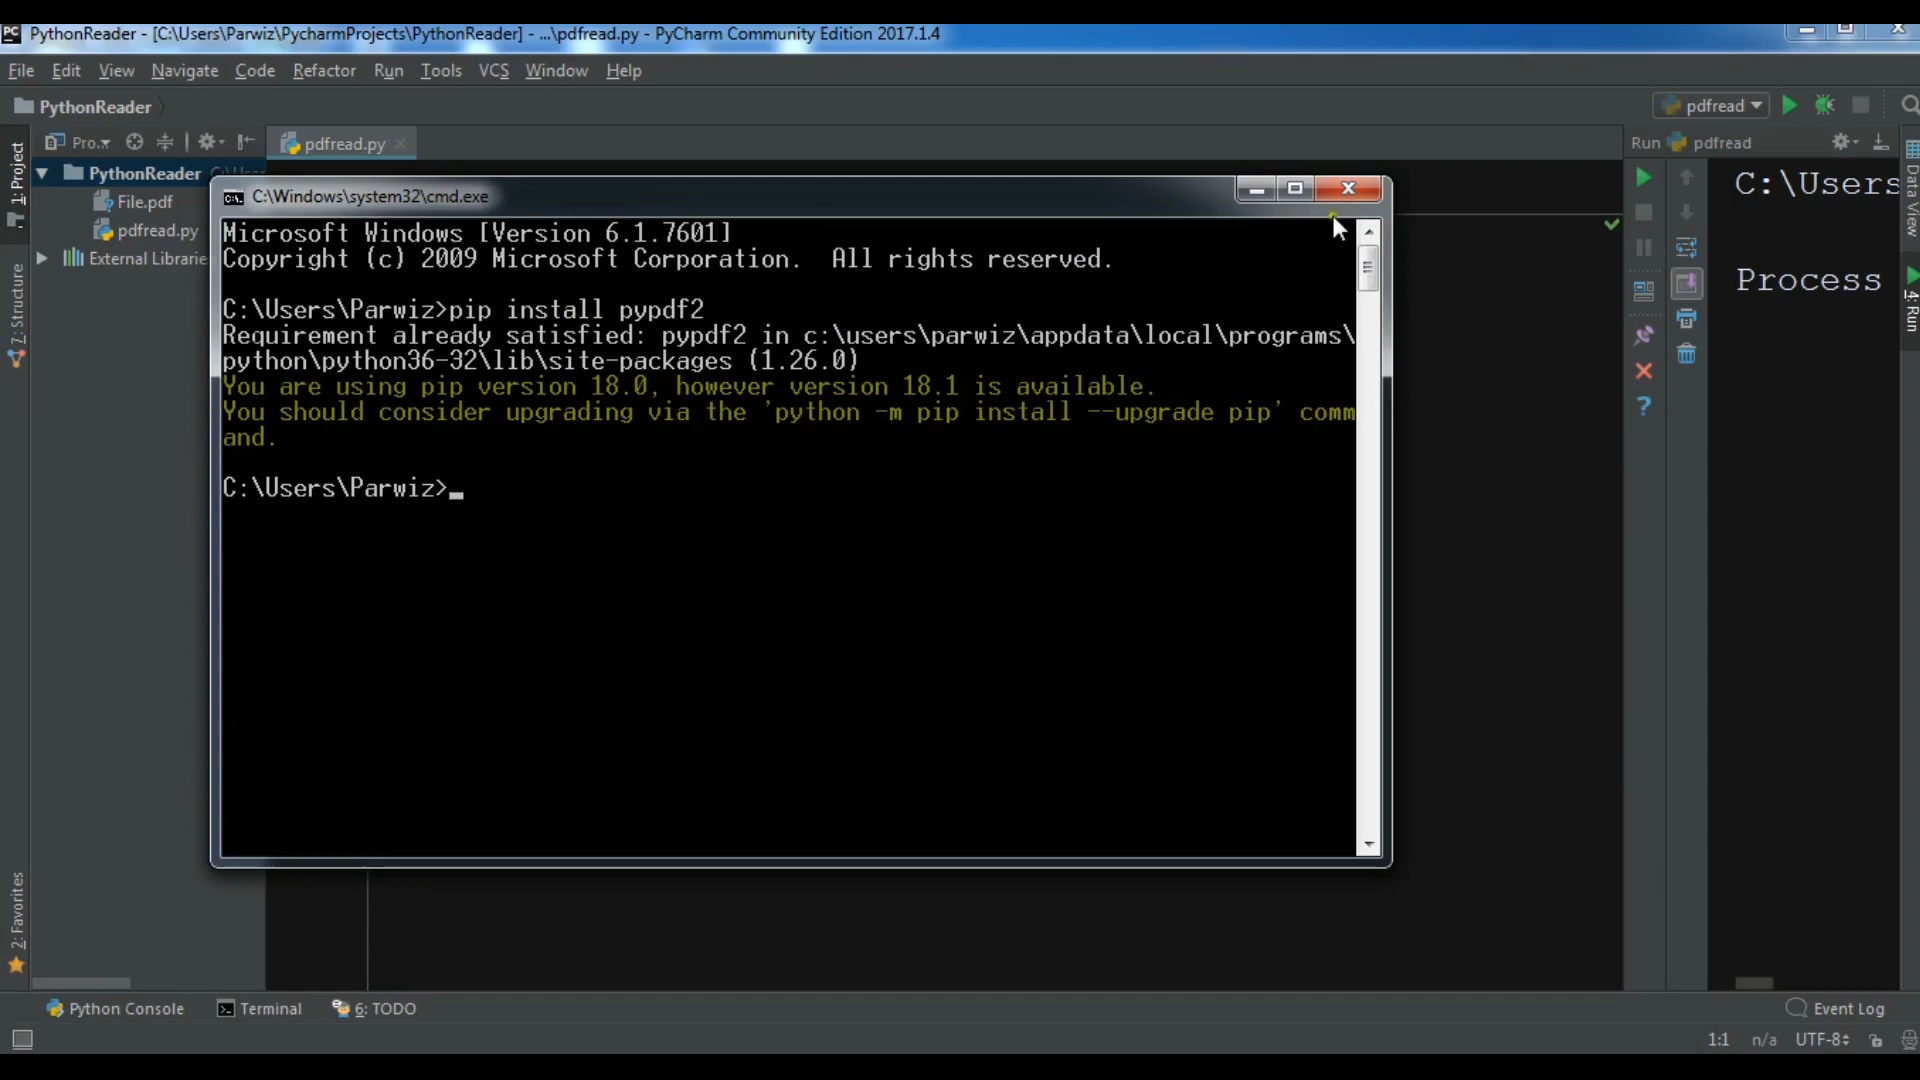 PythonReader - [C:\Users\Parwiz\PycharmProjects\PythonReader] - ...\pdfread.py - PyCharm Community Edition 2017.1.4
File Edit View Navigate Code Refactor Run Tools VCS Window Help
PythonReader
pdfread
Pro..
pdfread.py
Run pdfread
1: Project
PythonReader
File.pdf
pdfread.py
External Librarie
7: Structure
2: Favorites
C:\Windows\system32\cmd.exe
Microsoft Windows [Version 6.1.7601]
Copyright (c) 2009 Microsoft Corporation.  All rights reserved.
C:\Users\Parwiz>pip install pypdf2
Requirement already satisfied: pypdf2 in c:\users\parwiz\appdata\local\programs\
python\python36-32\lib\site-packages (1.26.0)
You are using pip version 18.0, however version 18.1 is available.
You should consider upgrading via the 'python -m pip install --upgrade pip' comm
and.
C:\Users\Parwiz>
C:\Users
Process
Data View
4: Run
Python Console
Terminal
6: TODO
Event Log
1:1 n/a UTF-8